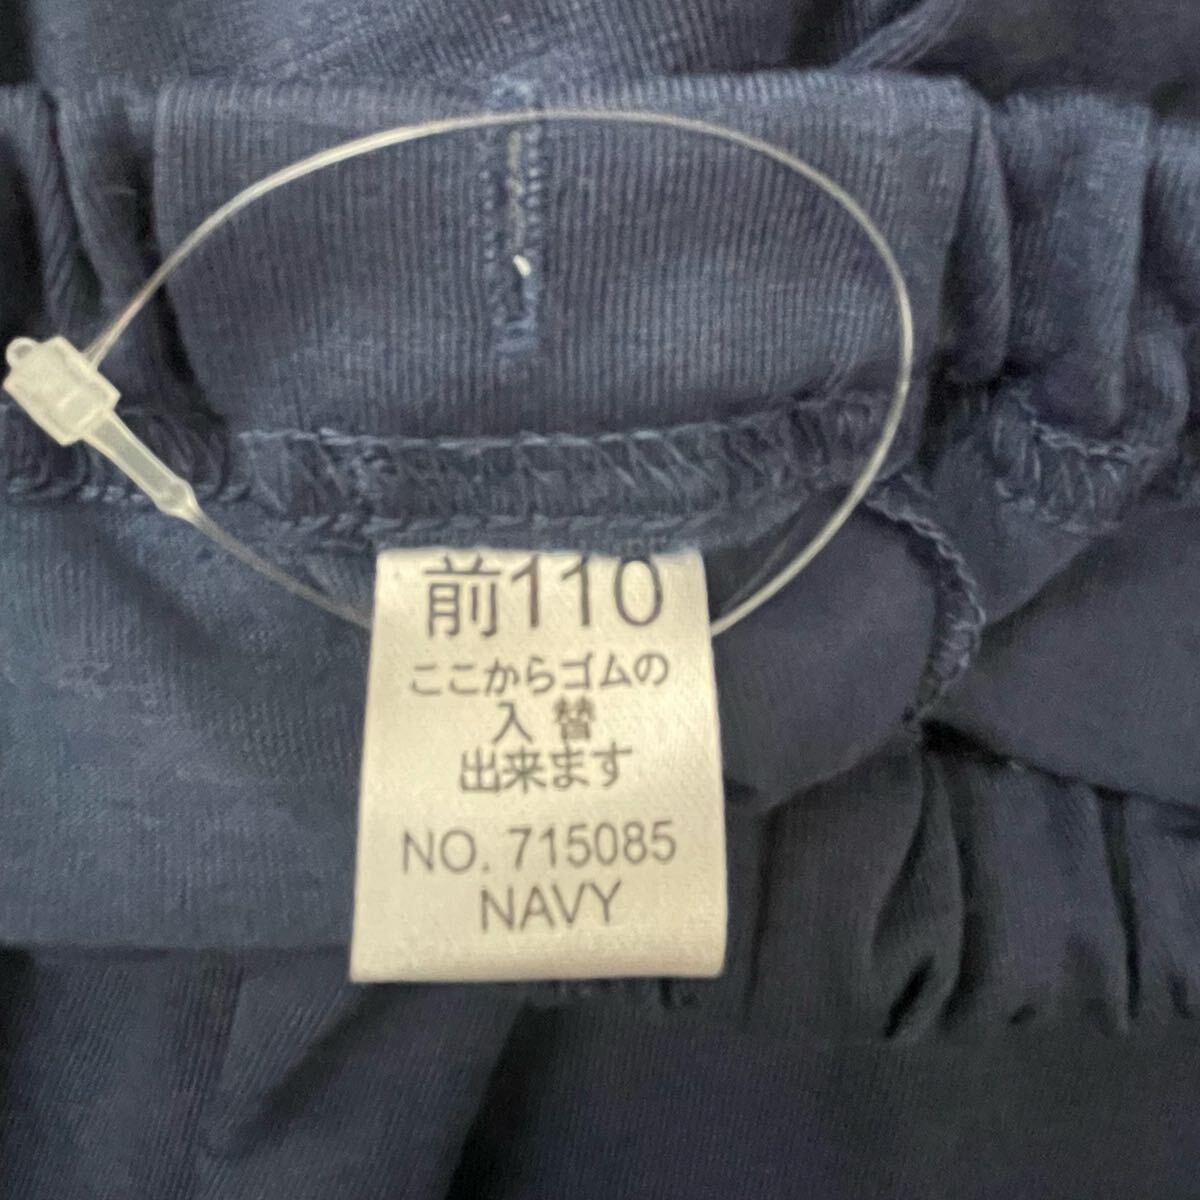 前110
ここからゴムの
入替
出来ます
NO. 715085
NAVY